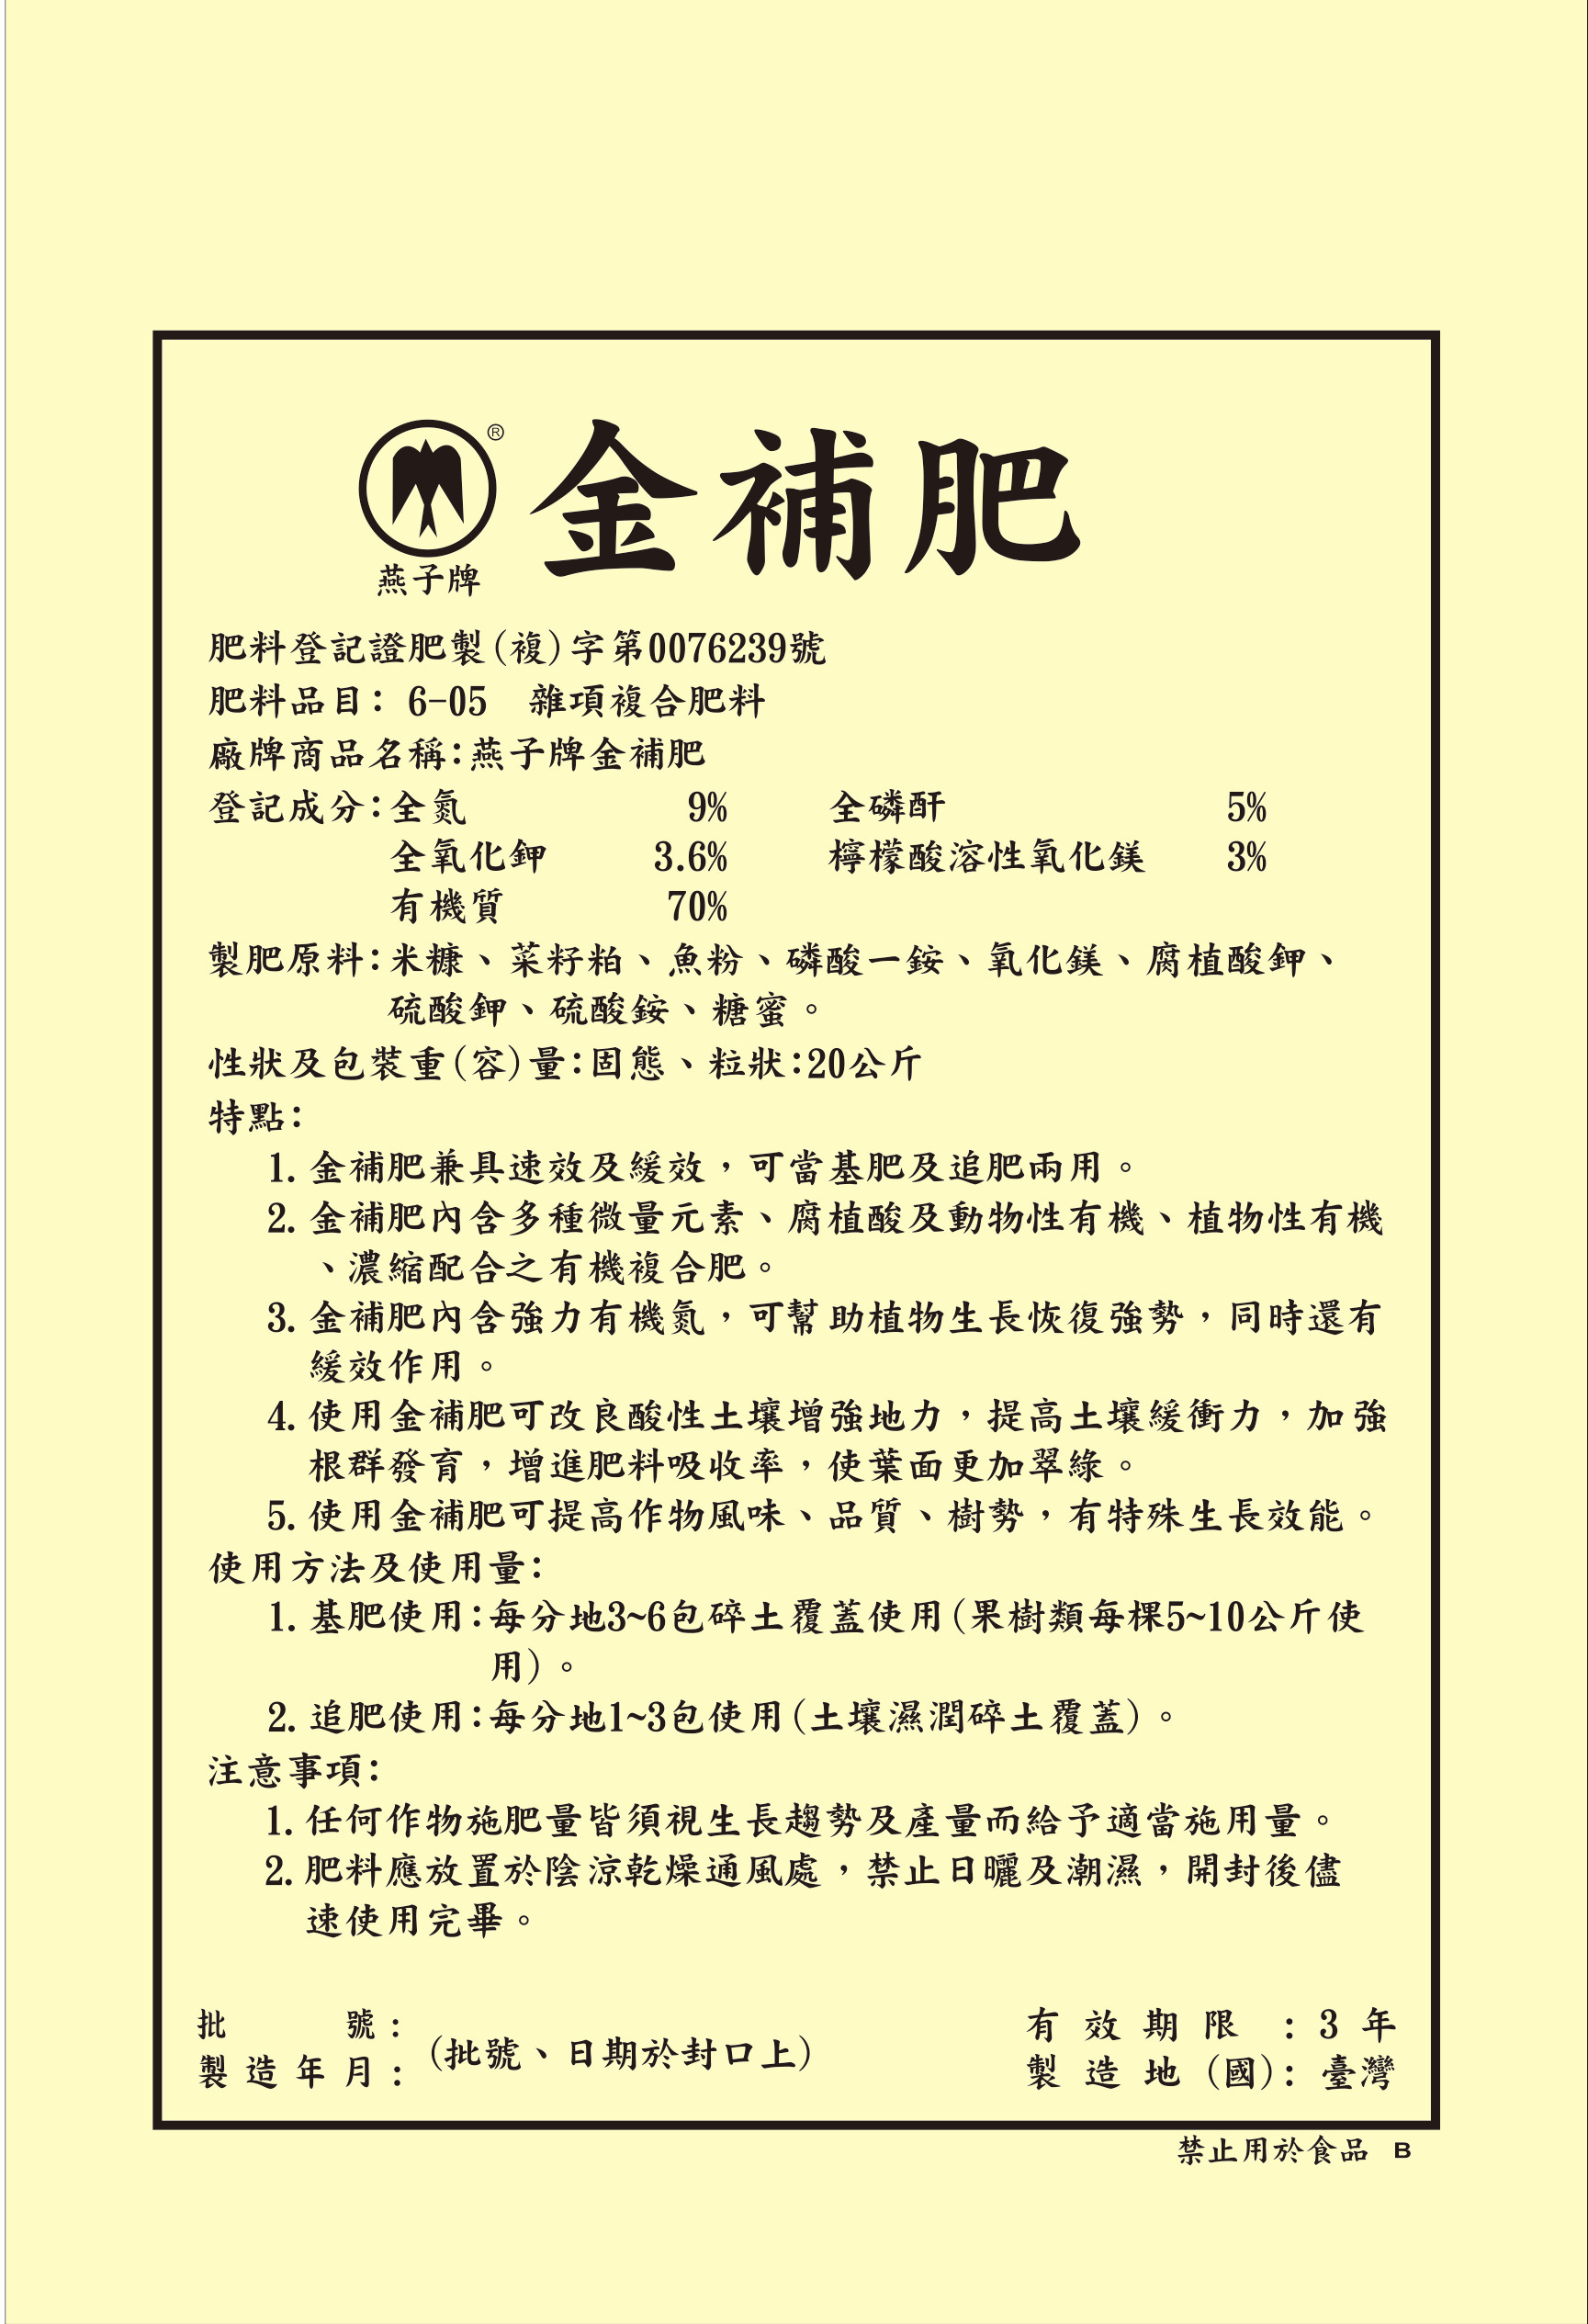 ®
金補肥
燕子牌
肥料登記證肥製(複)字第0076239號
肥料品目: 6-05 雜項複合肥料
廠牌商品名稱:燕子牌金補肥
登記成分:全氮 9% 全磷酐 5%
全氧化鉀 3.6% 檸檬酸溶性氧化鎂 3%
有機質 70%
製肥原料:米糠、菜籽粕、魚粉、磷酸一銨、氧化鎂、腐植酸鉀、
硫酸鉀、硫酸銨、糖蜜。
性狀及包裝重(容)量:固態、粒狀:20公斤
特點:
1. 金補肥兼具速效及緩效,可當基肥及追肥兩用。
2. 金補肥內含多種微量元素、腐植酸及動物性有機、植物性有機
、濃縮配合之有機複合肥。
3. 金補肥內含強力有機氮,可幫助植物生長恢復強勢,同時還有
緩效作用。
4. 使用金補肥可改良酸性土壤增強地力,提高土壤緩衝力,加強
根群發育,增進肥料吸收率,使葉面更加翠綠。
5. 使用金補肥可提高作物風味、品質、樹勢,有特殊生長效能。
使用方法及使用量:
1. 基肥使用:每分地3~6包碎土覆蓋使用(果樹類每棵5~10公斤使
用)。
2. 追肥使用:每分地1~3包使用(土壤濕潤碎土覆蓋)。
注意事項:
1. 任何作物施肥量皆須視生長趨勢及產量而給予適當施用量。
2. 肥料應放置於陰涼乾燥通風處,禁止日曬及潮濕,開封後儘
速使用完畢。
批號:
製造年月:
(批號、日期於封口上)
有效期限:3年
製造地(國):臺灣
禁止用於食品 B